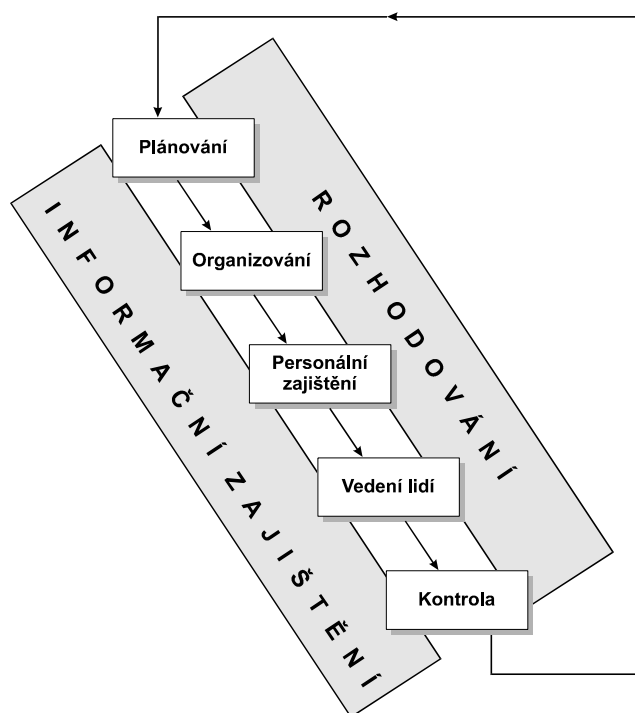 Plánování
ROZHODOVÁNÍ
Organizování
INFORMAČNÍ ZAJIŠTĚNÍ
Personální
zajištění
Vedení lidí
Kontrola